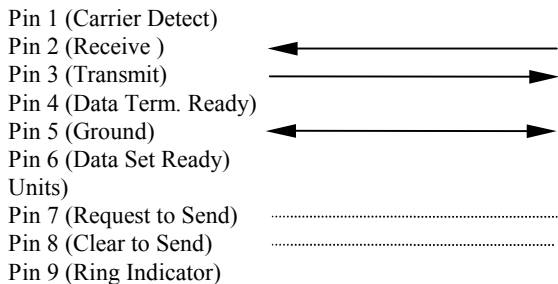 Pin 1 (Carrier Detect)
Pin 2 (Receive )
Pin 3 (Transmit)
Pin 4 (Data Term. Ready)
Pin 5 (Ground)
Pin 6 (Data Set Ready)
Units)
Pin 7 (Request to Send)
Pin 8 (Clear to Send)
Pin 9 (Ring Indicator)